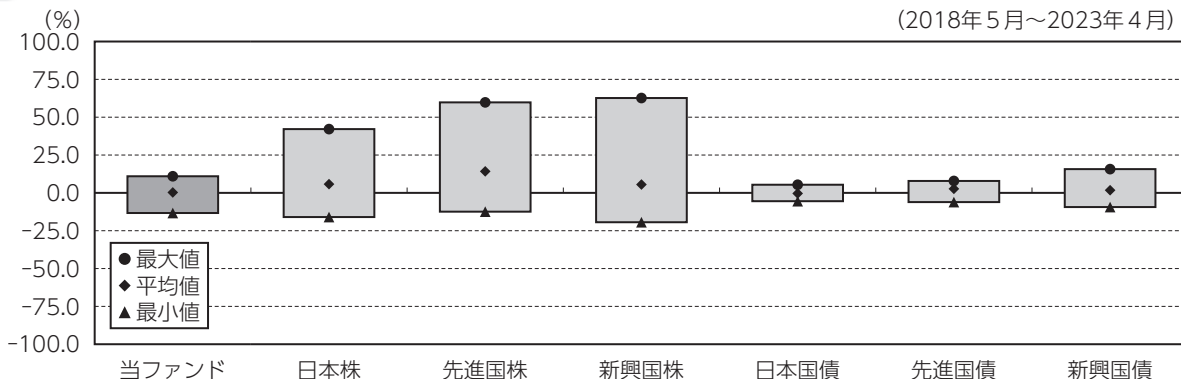 (%)
(2018年5月～2023年4月)
100.0
75.0
50.0
25.0
0.0
-25.0
-50.0
-75.0
-100.0
●最大値
◆平均値
▲最小値
当ファンド 日本株 先進国株 新興国株 日本国債 先進国債 新興国債